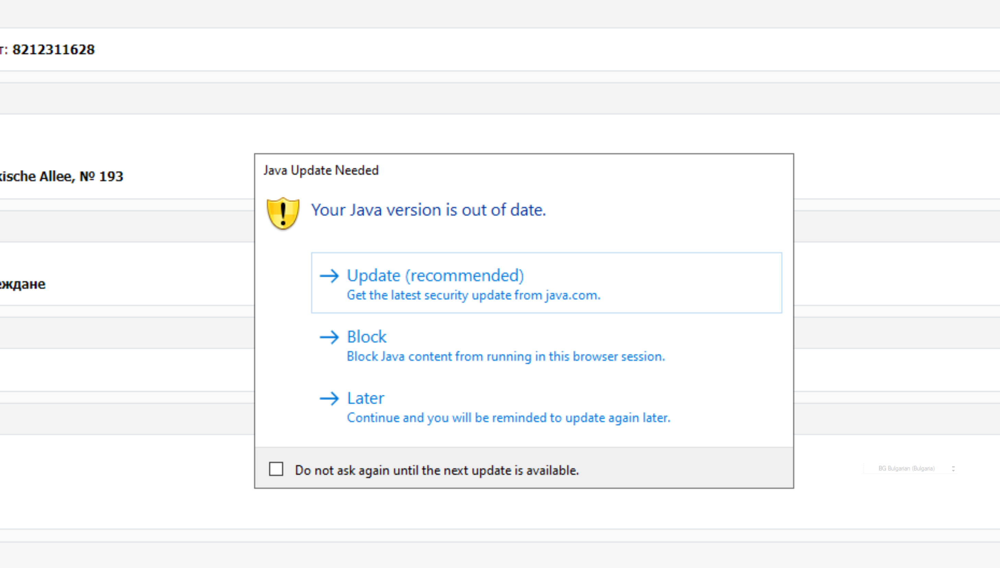 т: 8212311628
kische Allee, № 193
Java Update Needed
Your Java version is out of date.
Update (recommended)
Get the latest security update from java.com.
еждане
Block
Block Java content from running in this browser session.
Later
Continue and you will be reminded to update again later.
Do not ask again until the next update is available.
BG Bulgarian (Bulgaria)